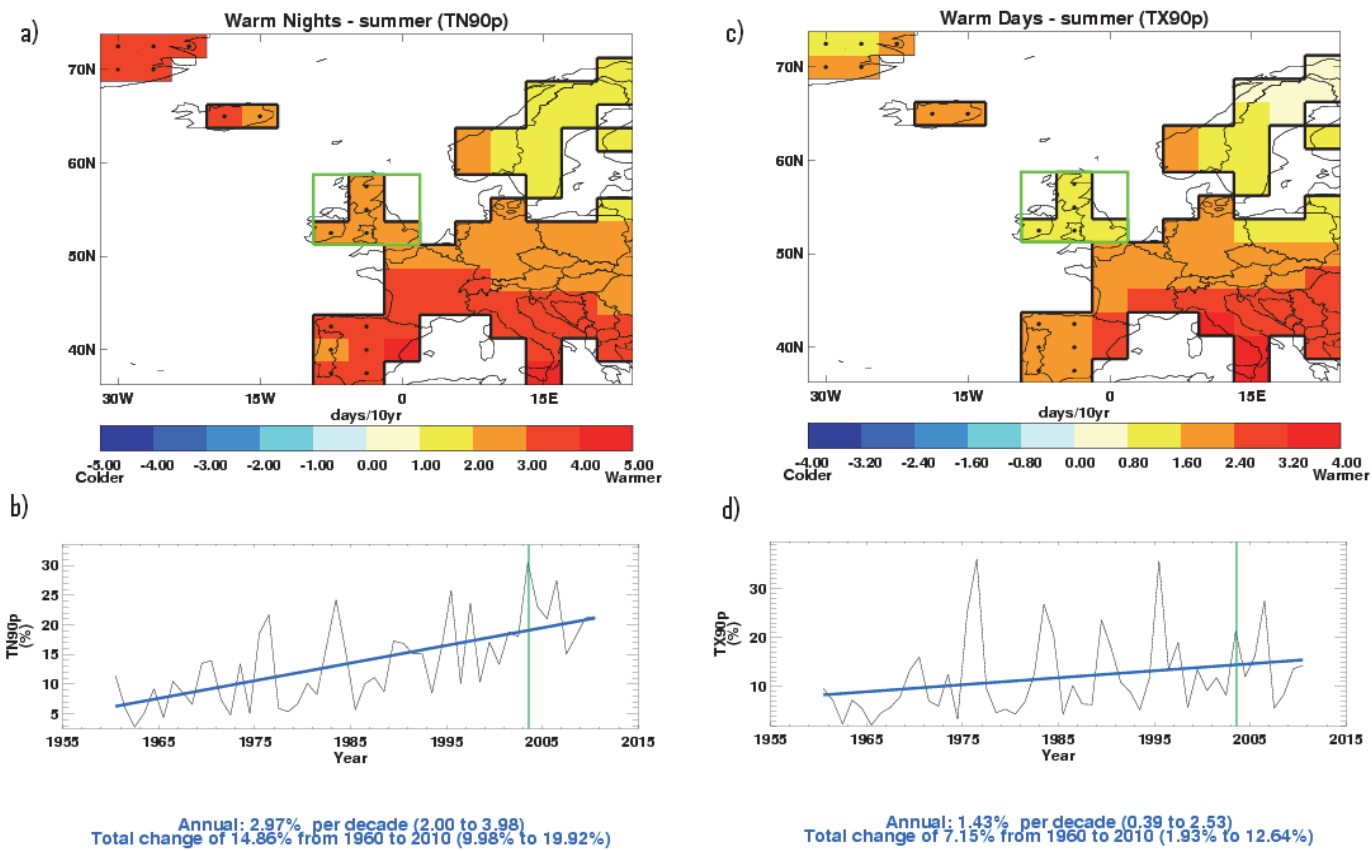 a)
Warm Nights - summer (TN90p)
70N
60N
50N
40N
30W 15W 0 15E
days/10yr
-5.00 -4.00 -3.00 -2.00 -1.00 0.00 1.00 2.00 3.00 4.00 5.00
Colder Warmer
c)
Warm Days - summer (TX90p)
70N
60N
50N
40N
30W 15W 0 15E
days/10yr
-4.00 -3.20 -2.40 -1.60 -0.80 0.00 0.80 1.60 2.40 3.20 4.00
Colder Warmer
b)
TN90p
(%)
30
25
20
15
10
5
1955 1965 1975 1985 1995 2005 2015
Year
Annual: 2.97% per decade (2.00 to 3.98)
Total change of 14.86% from 1960 to 2010 (9.98% to 19.92%)
d)
TX90p
(%)
30
20
10
1955 1965 1975 1985 1995 2005 2015
Year
Annual: 1.43% per decade (0.39 to 2.53)
Total change of 7.15% from 1960 to 2010 (1.93% to 12.64%)